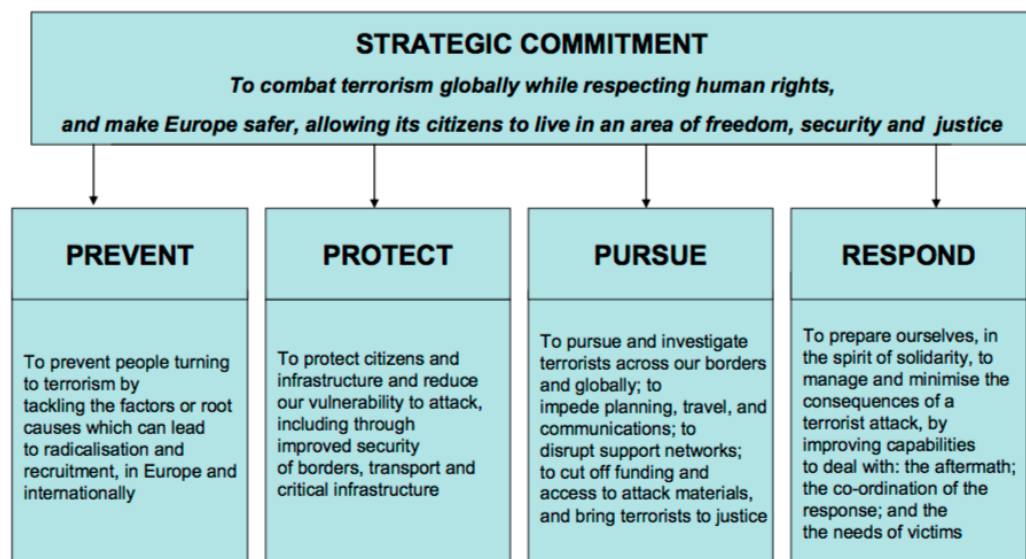 STRATEGIC COMMITMENT
To combat terrorism globally while respecting human rights,
and make Europe safer, allowing its citizens to live in an area of freedom, security and justice
PREVENT
To prevent people turning
to terrorism by
tackling the factors or root
causes which can lead
to radicalisation and
recruitment, in Europe and
internationally
PROTECT
To protect citizens and
infrastructure and reduce
our vulnerability to attack,
including through
improved security
of borders, transport and
critical infrastructure
PURSUE
To pursue and investigate
terrorists across our borders
and globally; to
impede planning, travel, and
communications; to
disrupt support networks;
to cut off funding and
access to attack materials,
and bring terrorists to justice
RESPOND
To prepare ourselves, in
the spirit of solidarity, to
manage and minimise the
consequences of a
terrorist attack, by
improving capabilities
to deal with: the aftermath;
the co-ordination of the
response; and the
the needs of victims